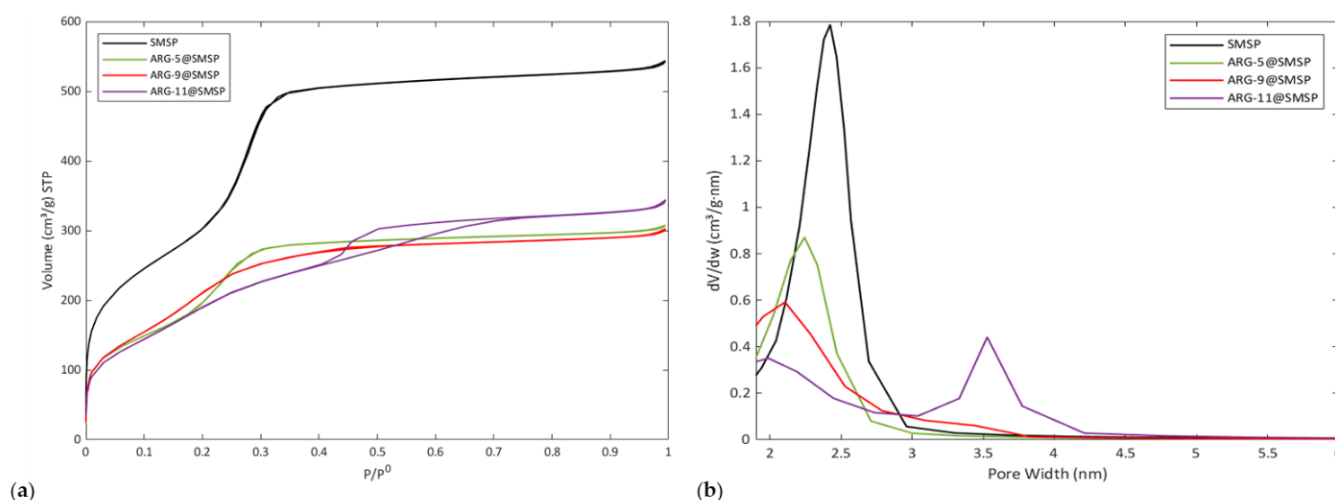 600
500
400
300
200
100
0
Volume (cm³/g) STP
SMSP
ARG-5@SMSP
ARG-9@SMSP
ARG-11@SMSP
0 0.1 0.2 0.3 0.4 0.5 0.6 0.7 0.8 0.9 1
P/P⁰
(a)
1.8
1.6
1.4
1.2
1
0.8
0.6
0.4
0.2
0
dV/dw (cm³/g·nm)
SMSP
ARG-5@SMSP
ARG-9@SMSP
ARG-11@SMSP
2 2.5 3 3.5 4 4.5 5 5.5 6
Pore Width (nm)
(b)